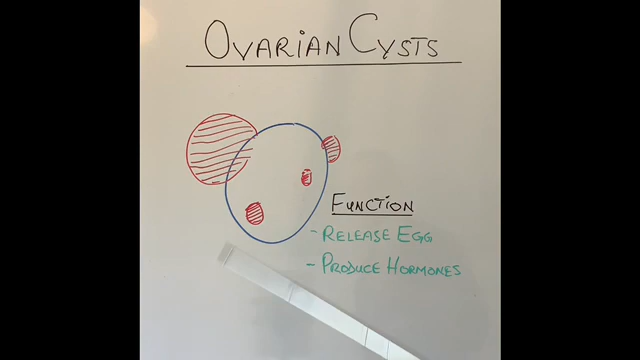 OVARIAN CYSTS
FUNCTION
- RELEASE EGG
- PRODUCE HORMONES